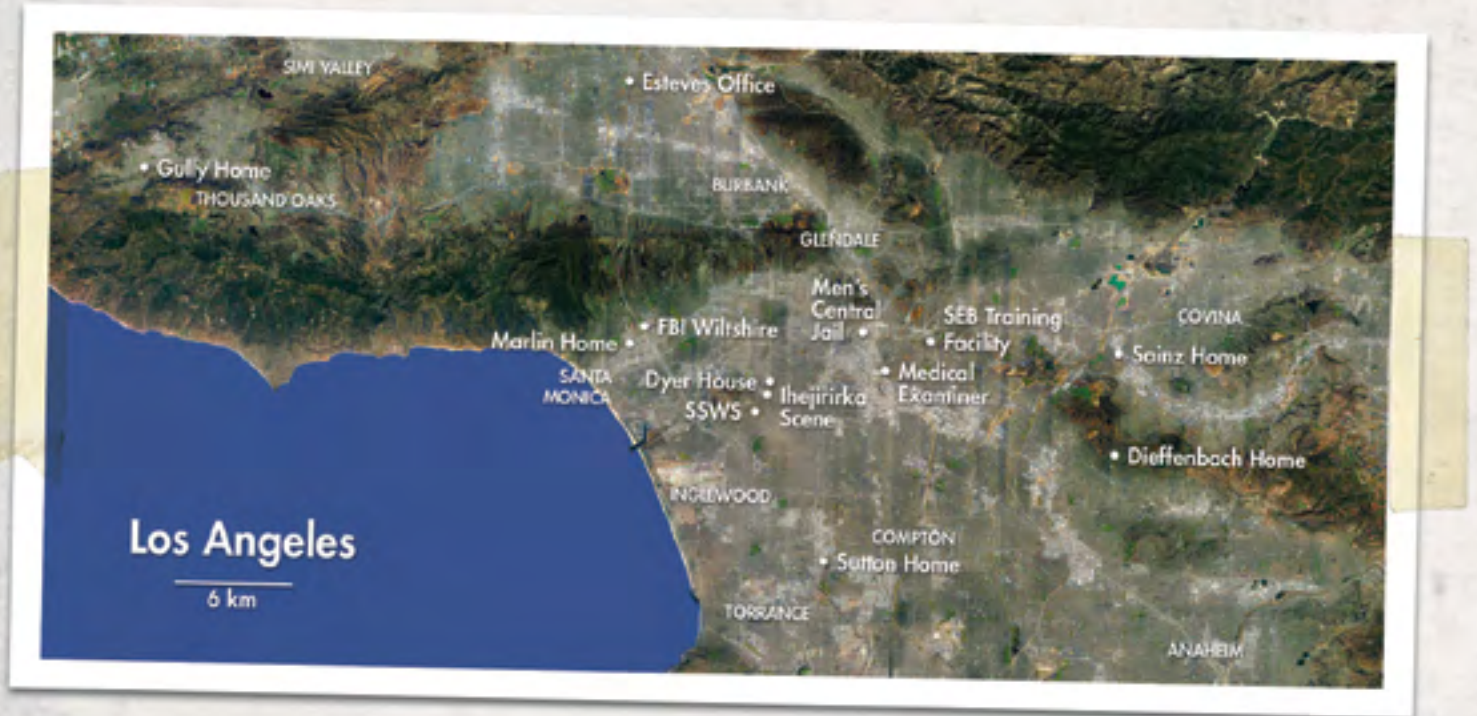 SIMI VALLEY
Esteves Office
Gully Home
THOUSAND OAKS
BURBANK
GLENDALE
Men's
Central
Jail
SEB Training
Facility
COVINA
FBI Wiltshire
Marlin Home
Sainz Home
SANTA
MONICA
Dyer House
Medical
Examiner
Ihejirika
Scene
SSWS
Dieffenbach Home
INGLEWOOD
Los Angeles
6 km
COMPTON
Sutton Home
TORRANCE
ANAHEIM